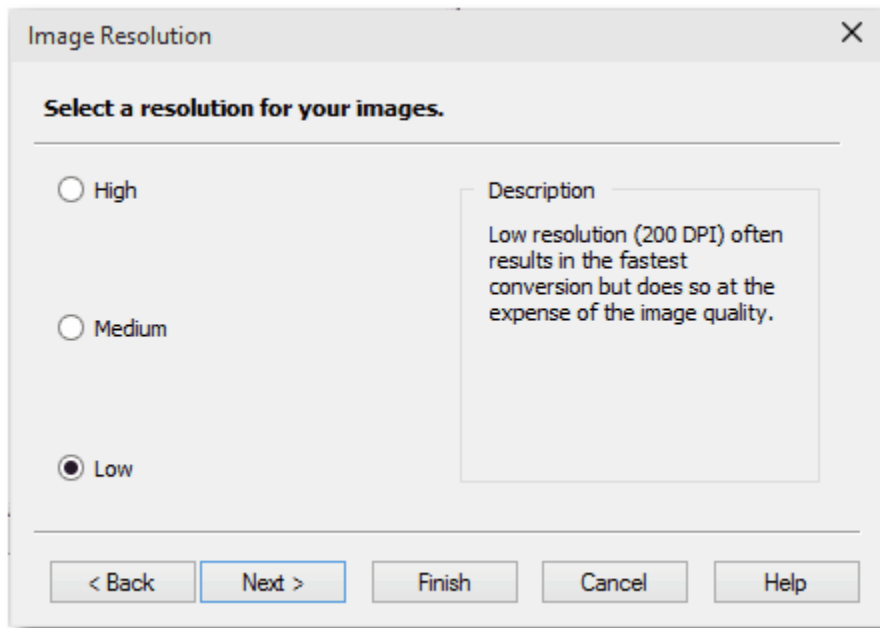 Image Resolution
Select a resolution for your images.
High
Medium
Low
Description
Low resolution (200 DPI) often
results in the fastest
conversion but does so at the
expense of the image quality.
< Back
Next >
Finish
Cancel
Help